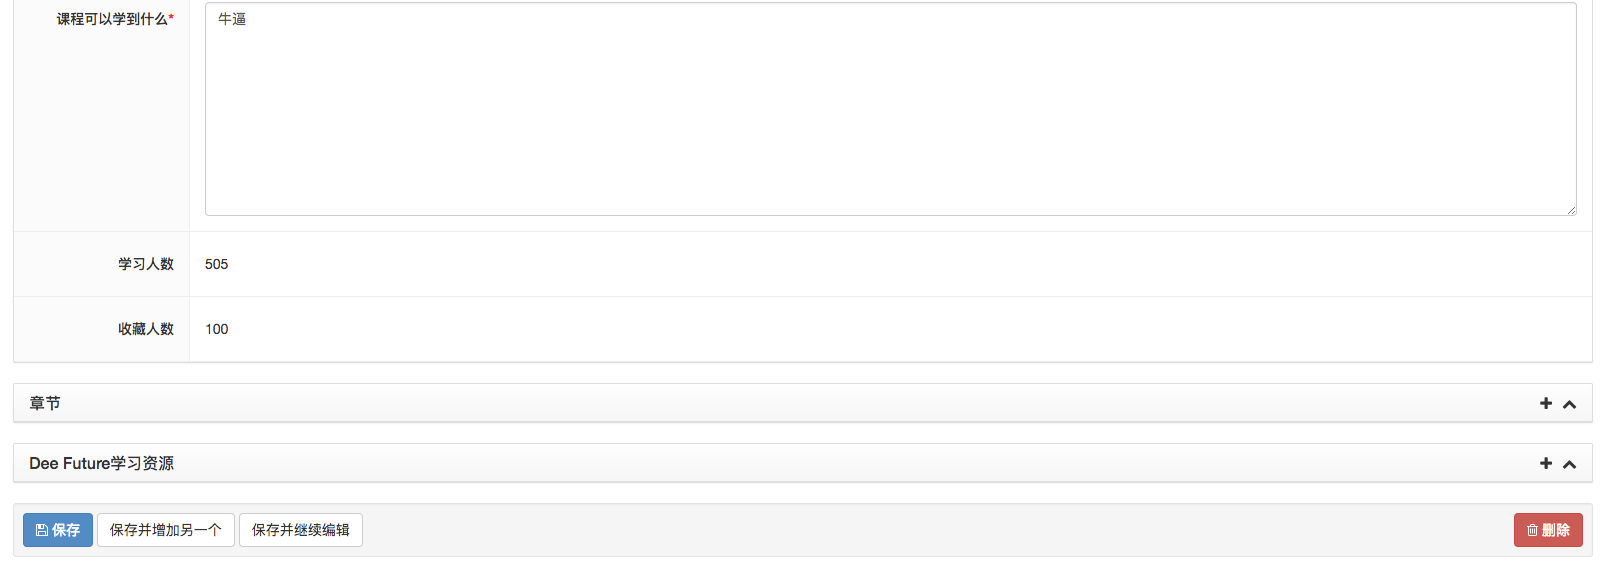 课程可以学到什么* 牛逼
学习人数 505
收藏人数 100
章节
Dee Future学习资源
保存 保存并增加另一个 保存并继续编辑 删除